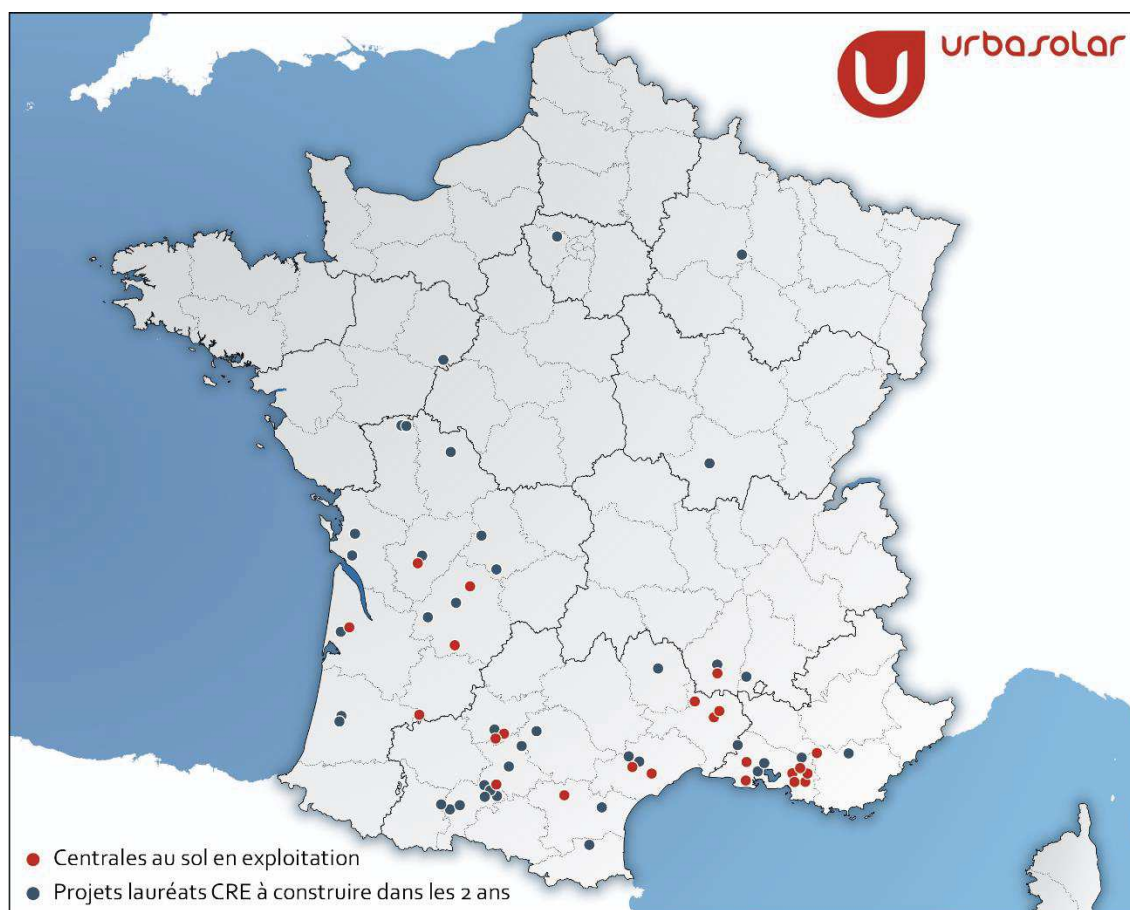 urbasolar
Centrales au sol en exploitation
Projets lauréats CRE à construire dans les 2 ans